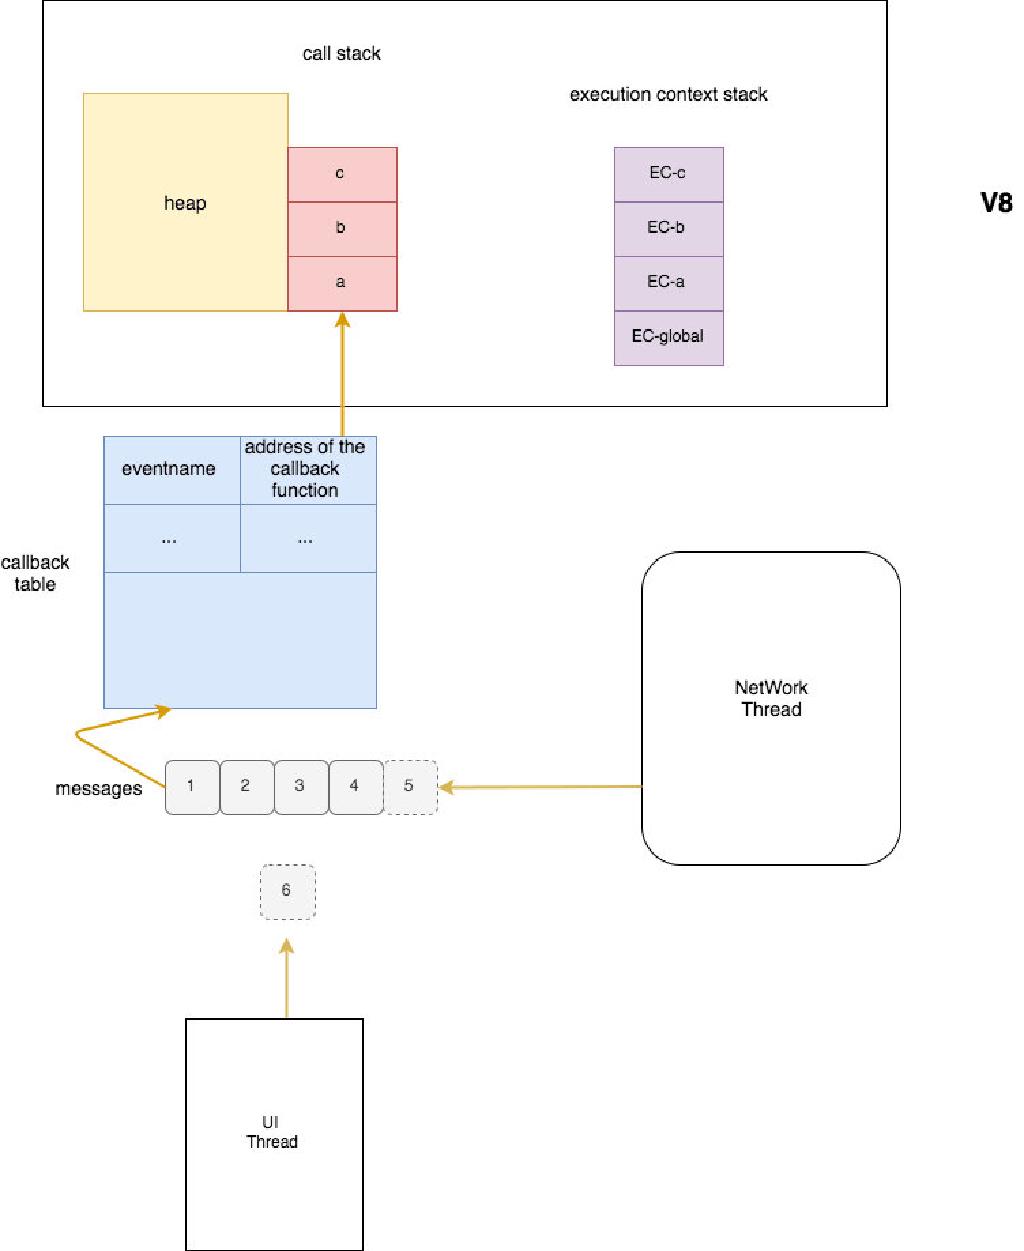 call stack
execution context stack
heap
c
b
a
EC-c
EC-b
EC-a
EC-global
V8
eventname
address of the
callback
function
...
...
callback
table
NetWork
Thread
messages
1
2
3
4
5
6
UI
Thread